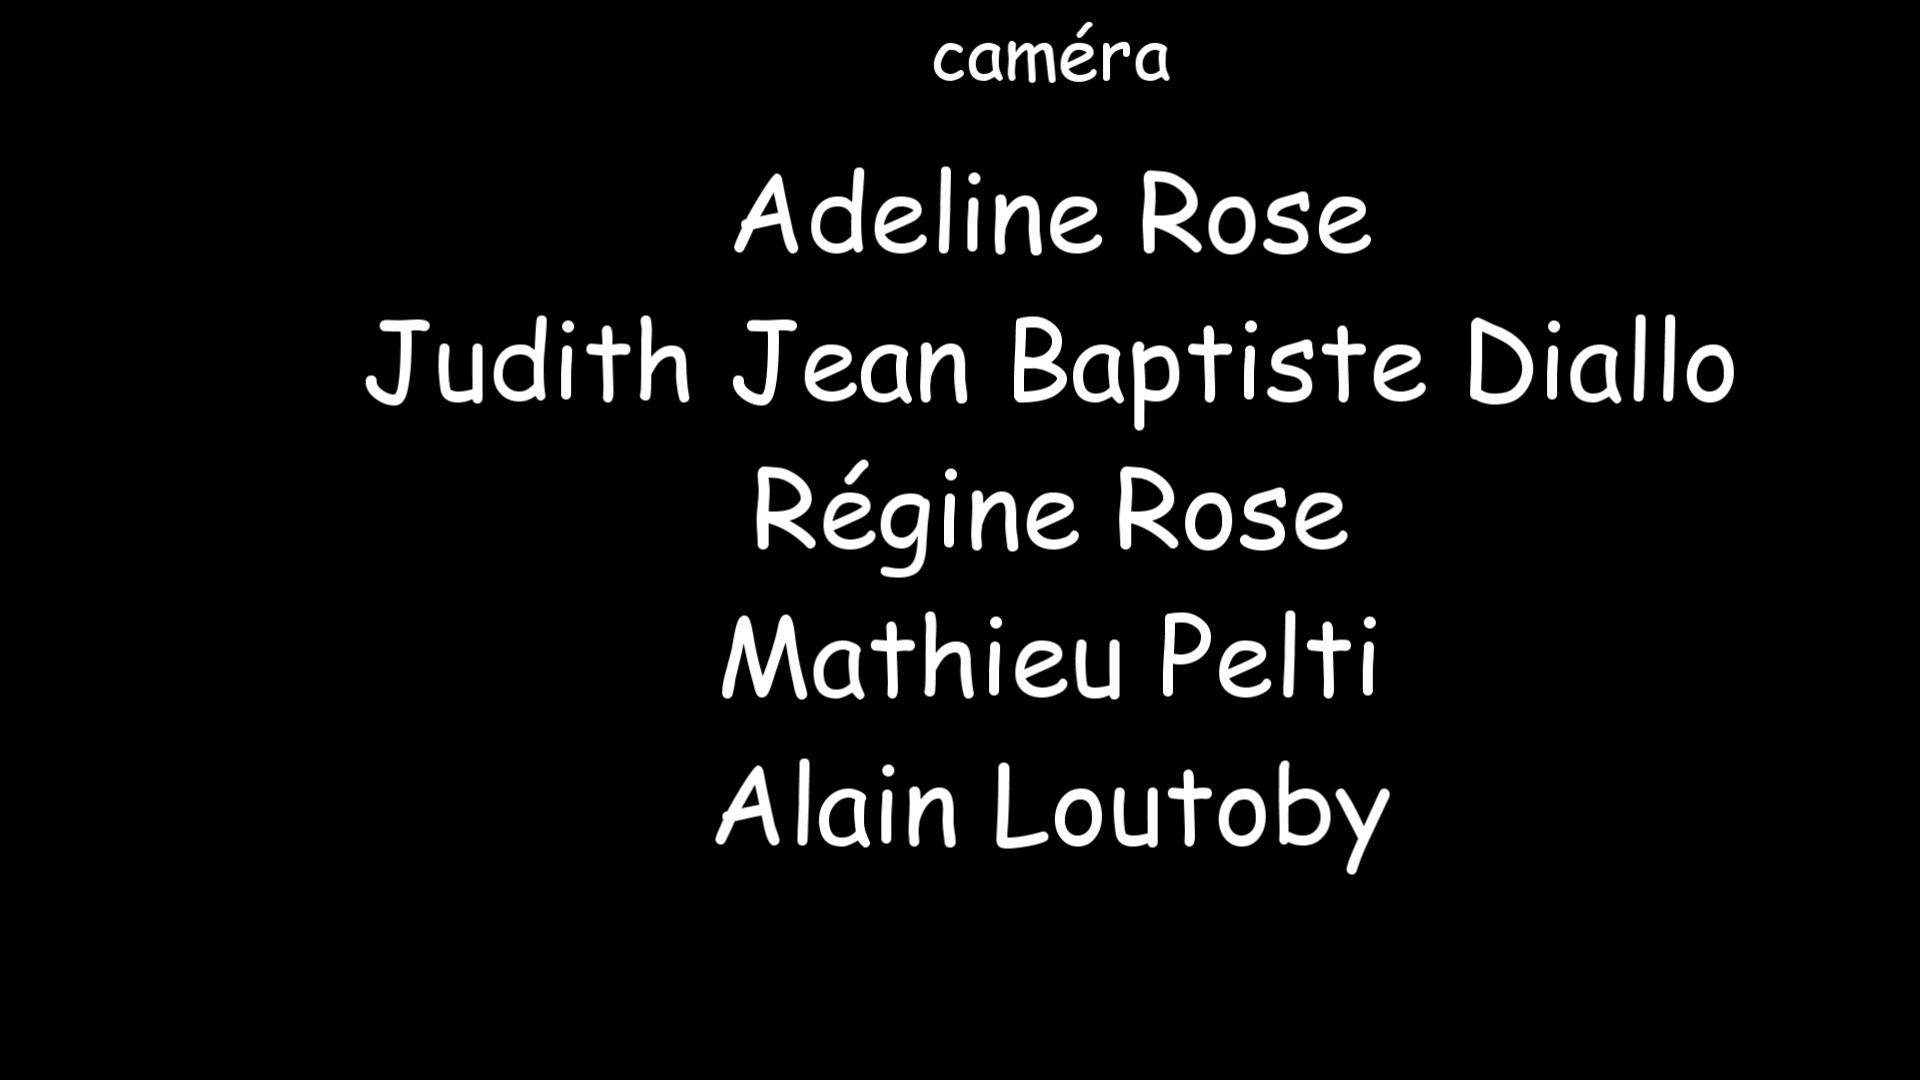 caméra
Adeline Rose
Judith Jean Baptiste Diallo
Régine Rose
Mathieu Pelti
Alain Loutoby